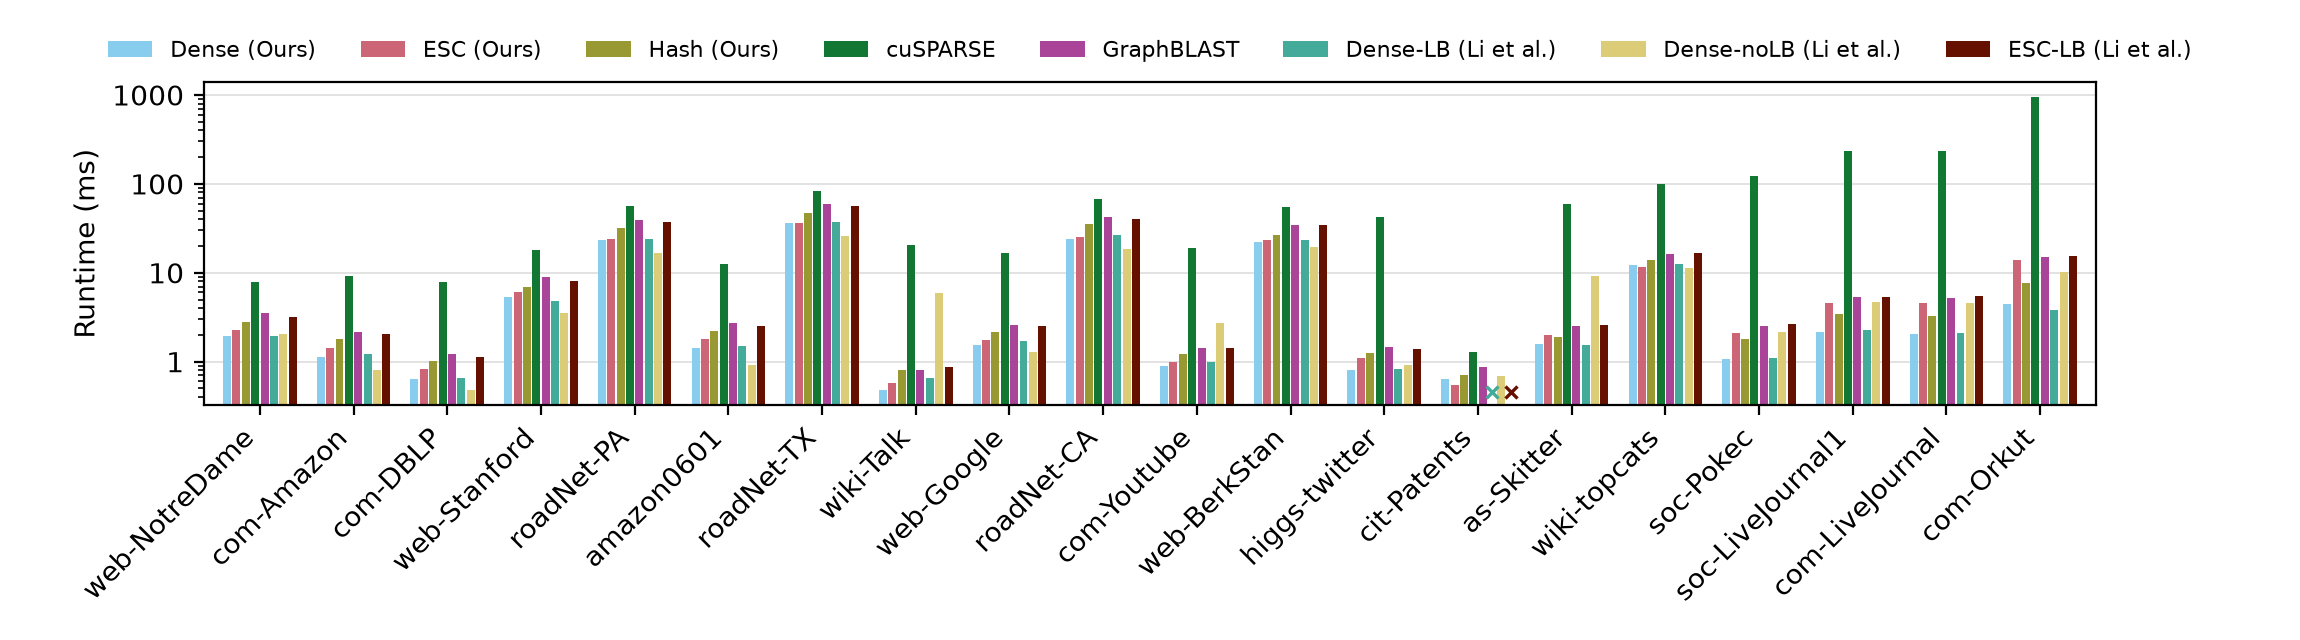 Dense (Ours) ESC (Ours) Hash (Ours) cuSPARSE GraphBLAST Dense-LB (Li et al.) Dense-noLB (Li et al.) ESC-LB (Li et al.)
Runtime (ms)
1000
100
10
1
web-NotreDame
com-Amazon
com-DBLP
web-Stanford
roadNet-PA
amazon0601
roadNet-TX
wiki-Talk
web-Google
roadNet-CA
com-Youtube
web-BerkStan
higgs-twitter
cit-Patents
as-Skitter
wiki-topcats
soc-Pokec
soc-LiveJournal1
com-LiveJournal
com-Orkut